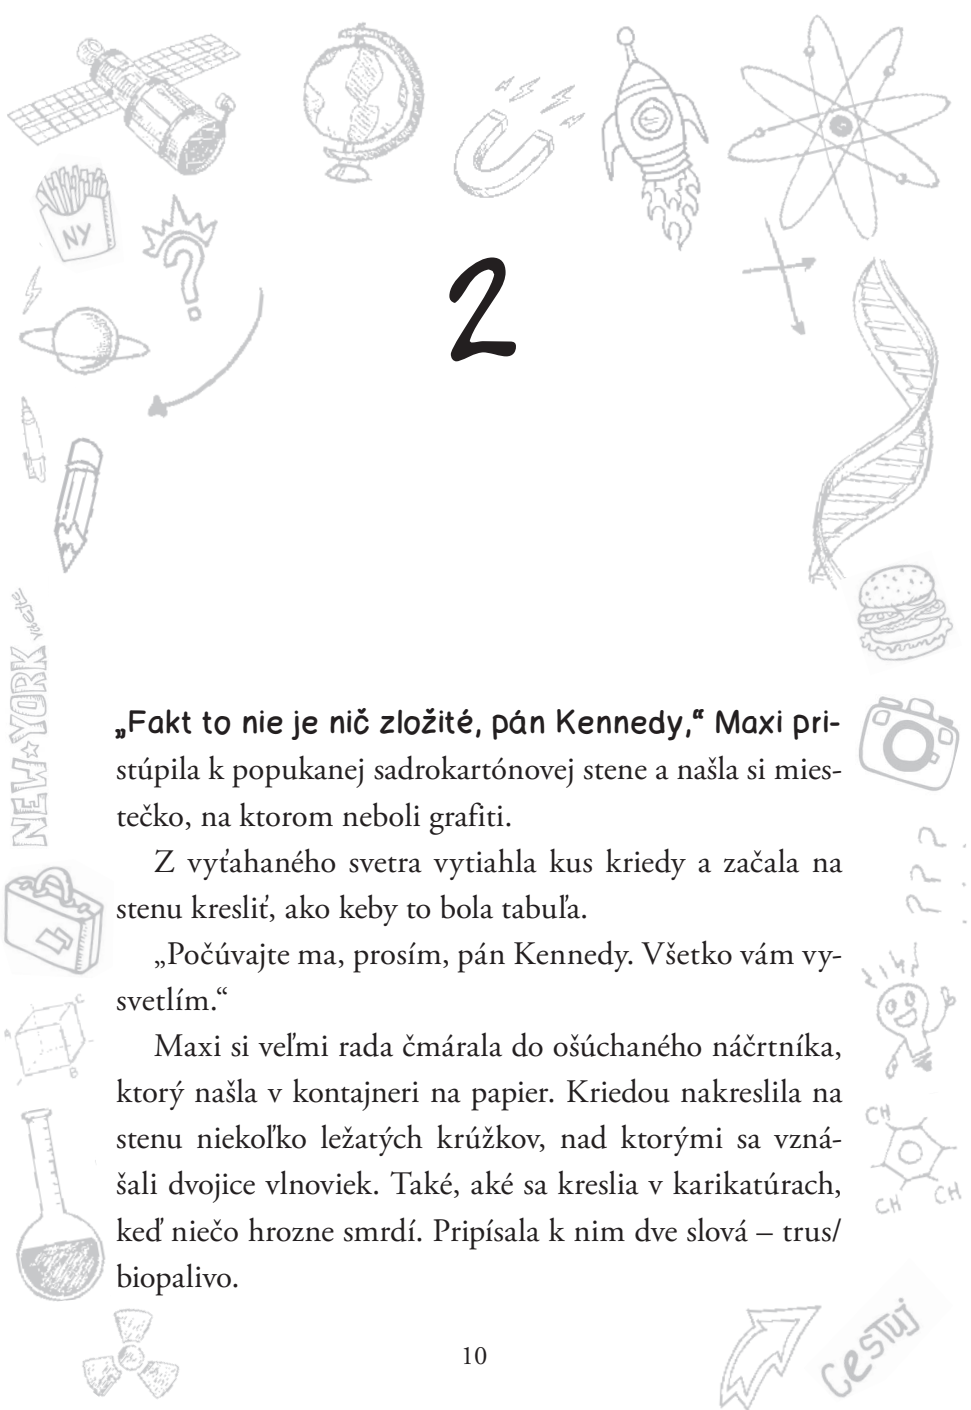 NY
2
NEW YORK
„Fakt to nie je nič zložité, pán Kennedy,“ Maxi pri-
stúpila k popukanej sadrokartónovej stene a našla si mies-
tečko, na ktorom neboli grafiti.
Z vyťahaného svetra vytiahla kus kriedy a začala na
stenu kresliť, ako keby to bola tabuľa.
„Počúvajte ma, prosím, pán Kennedy. Všetko vám vy-
svetlím.“
Maxi si veľmi rada čmárala do ošúchaného náčrtníka,
ktorý našla v kontajneri na papier. Kriedou nakreslila na
stenu niekoľko ležatých krúžkov, nad ktorými sa vzná-
šali dvojice vlnoviek. Také, aké sa kreslia v karikatúrach,
keď niečo hrozne smrdí. Pripísala k nim dve slová – trus/
biopalivo.
C
B
CH
CH
CH
10
Cestuj